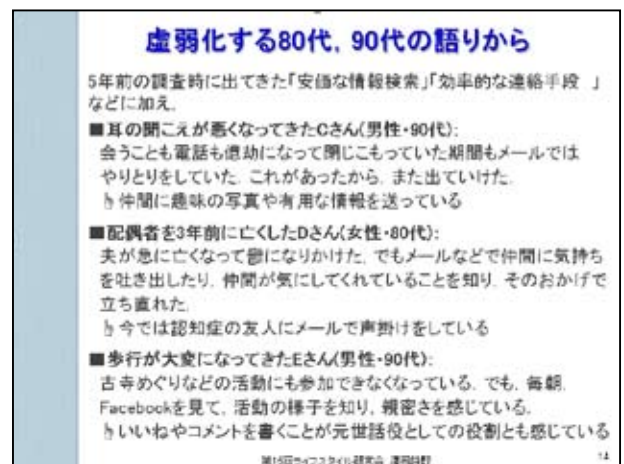 虚弱化する80代，90代の語りから
5年前の調査時に出てきた「安価な情報検索」「効率的な連絡手段 」
などに加え，
■耳の聞こえが悪くなってきたCさん(男性・90代)：
会うことも電話も億劫になって閉じこもっていた期間もメールでは
やりとりをしていた．これがあったから，また出ていけた．
↳仲間に趣味の写真や有用な情報を送っている
■配偶者を3年前に亡くしたDさん(女性・80代)：
夫が急に亡くなって鬱になりかけた．でもメールなどで仲間に気持ち
を吐き出したり，仲間が気にしてくれていることを知り，そのおかげで
立ち直れた．
↳今では認知症の友人にメールで声掛けをしている
■歩行が大変になってきたEさん(男性・90代)：
古寺めぐりなどの活動にも参加できなくなっている．でも，毎朝，
Facebookを見て，活動の様子を知り，親密さを感じている．
↳いいねやコメントを書くことが元世話役としての役割とも感じている
ライフスタイル研究会
14